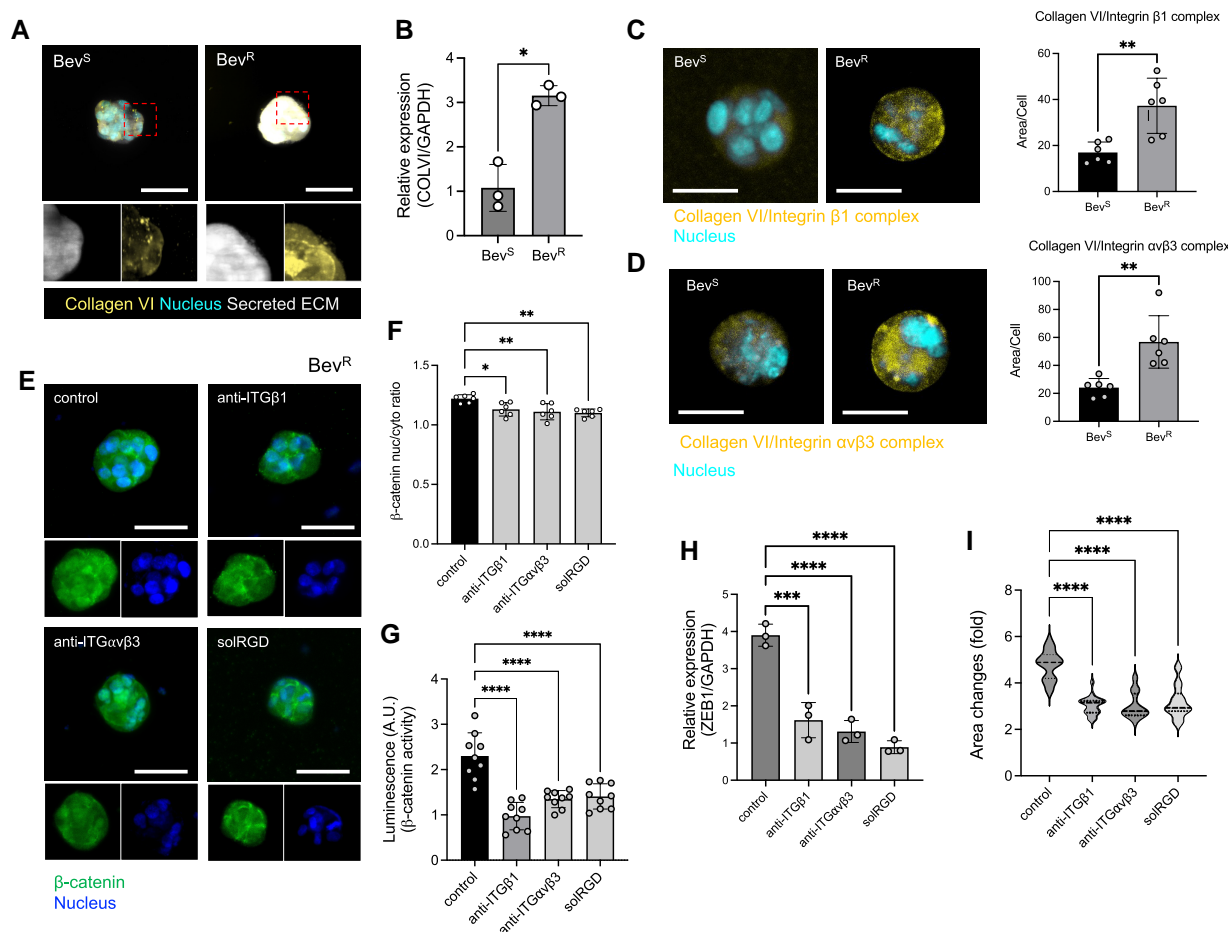 A
Bev^S
Bev^R
Collagen VI Nucleus Secreted ECM
B
Relative expression
(COLVI/GAPDH)
4
3
2
1
0
*
Bev^S
Bev^R
C
Bev^S
Bev^R
Collagen VI/Integrin β1 complex
Nucleus
Collagen VI/Integrin β1 complex
Area/Cell
60
40
20
0
**
Bev^S
Bev^R
D
Bev^S
Bev^R
Collagen VI/Integrin αvβ3 complex
Nucleus
Collagen VI/Integrin αvβ3 complex
Area/Cell
100
80
60
40
20
0
**
Bev^S
Bev^R
E
Bev^R
control
anti-ITGβ1
anti-ITGαvβ3
solRGD
β-catenin
Nucleus
F
β-catenin nuc/cyto ratio
1.5
1.0
0.5
0.0
**
**
*
control
anti-ITGβ1
anti-ITGαvβ3
solRGD
G
Luminescence (A.U.)
(β-catenin activity)
4
3
2
1
0
****
****
****
control
anti-ITGβ1
anti-ITGαvβ3
solRGD
H
Relative expression
(ZEB1/GAPDH)
5
4
3
2
1
0
****
****
***
control
anti-ITGβ1
anti-ITGαvβ3
solRGD
I
Area changes (fold)
8
6
4
2
0
****
****
****
control
anti-ITGβ1
anti-ITGαvβ3
solRGD